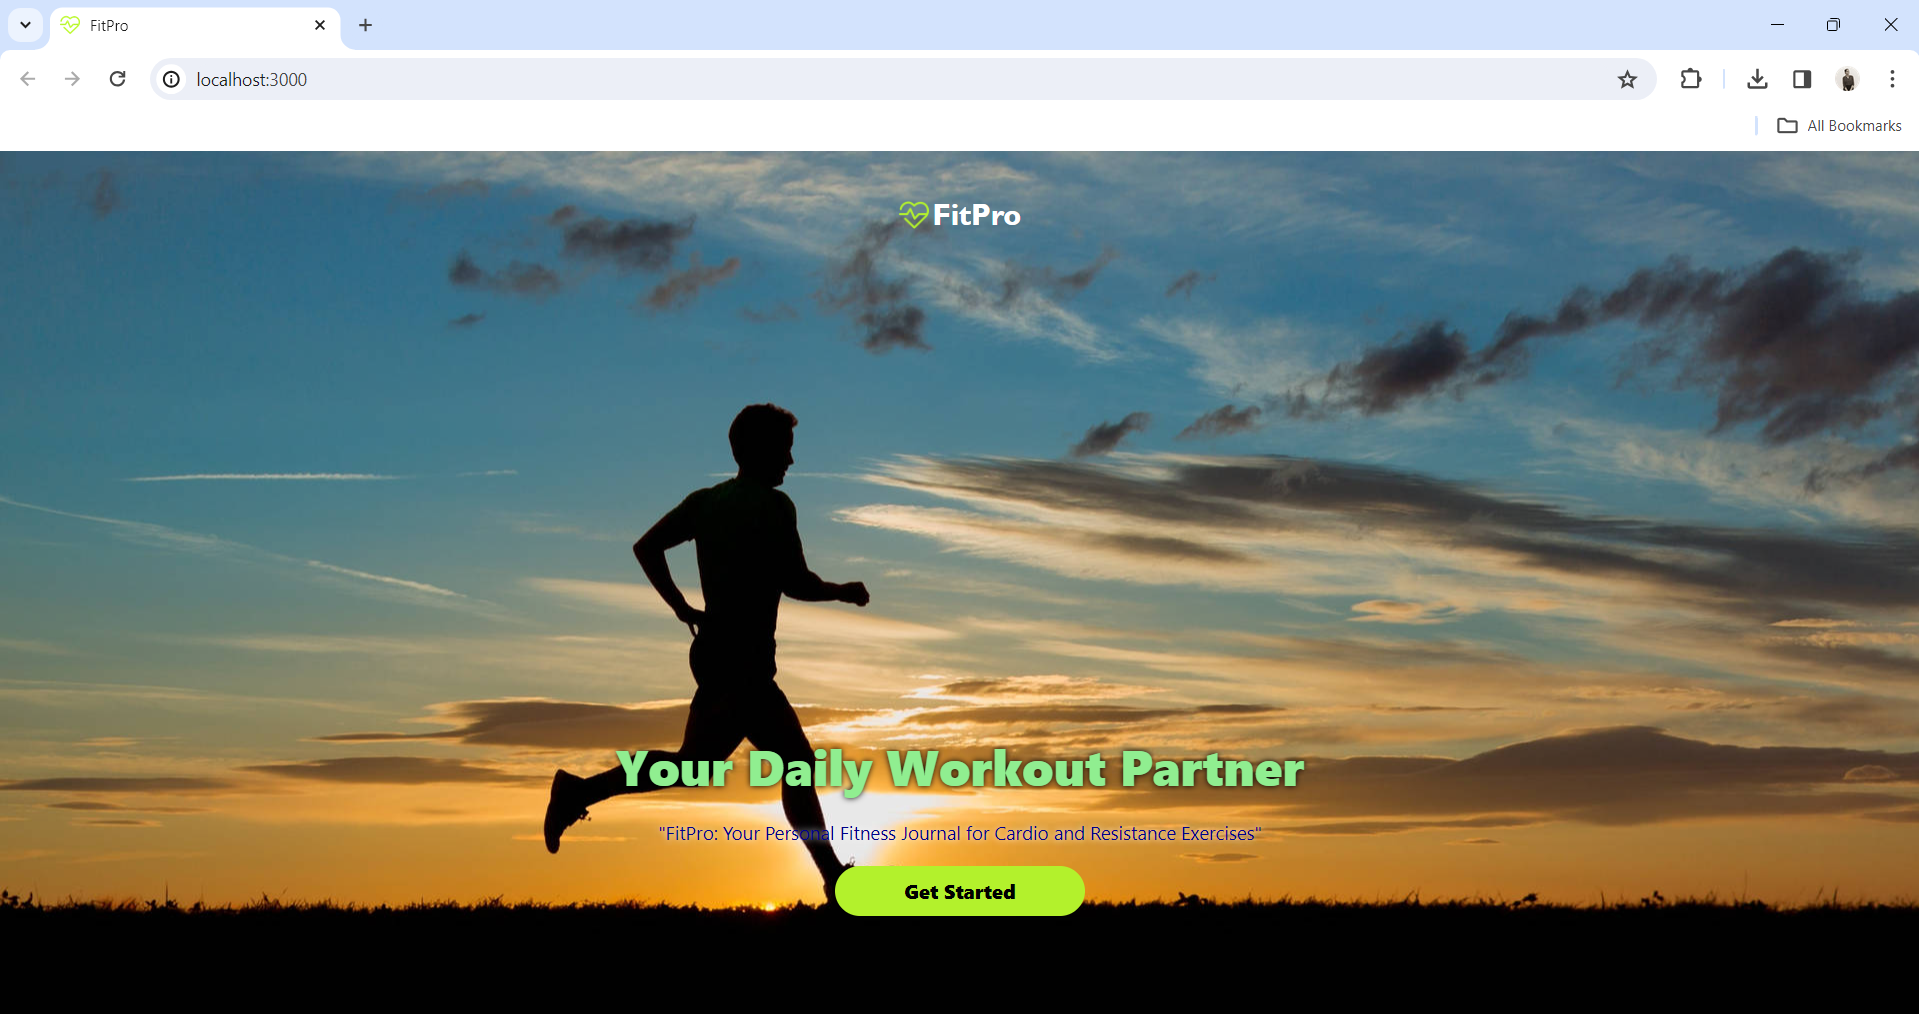 FitPro
localhost:3000
All Bookmarks
FitPro
Your Daily Workout Partner
"FitPro: Your Personal Fitness Journal for Cardio and Resistance Exercises"
Get Started